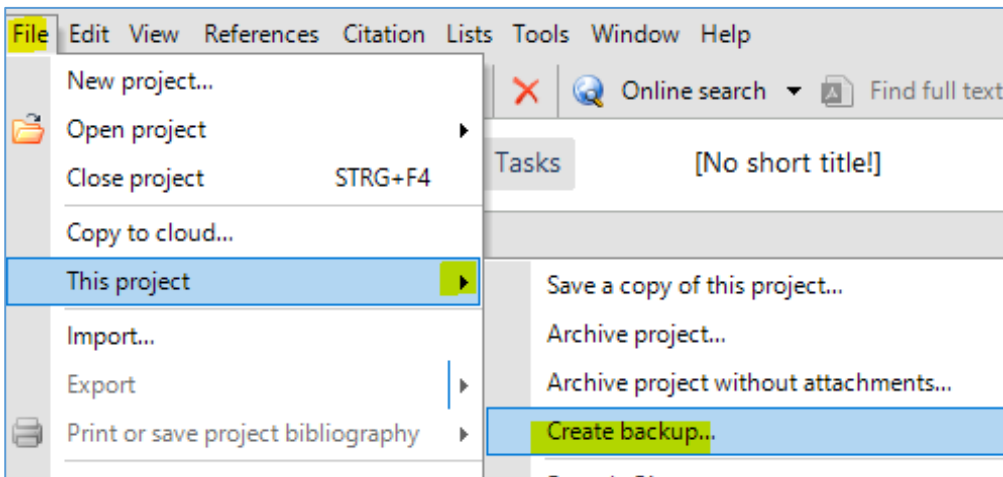 File Edit View References Citation Lists Tools Window Help
New project...
Online search
Find full text
Open project
Close project STRG+F4
Tasks
[No short title!]
Copy to cloud...
This project
Save a copy of this project...
Import...
Archive project...
Export
Archive project without attachments...
Print or save project bibliography
Create backup...